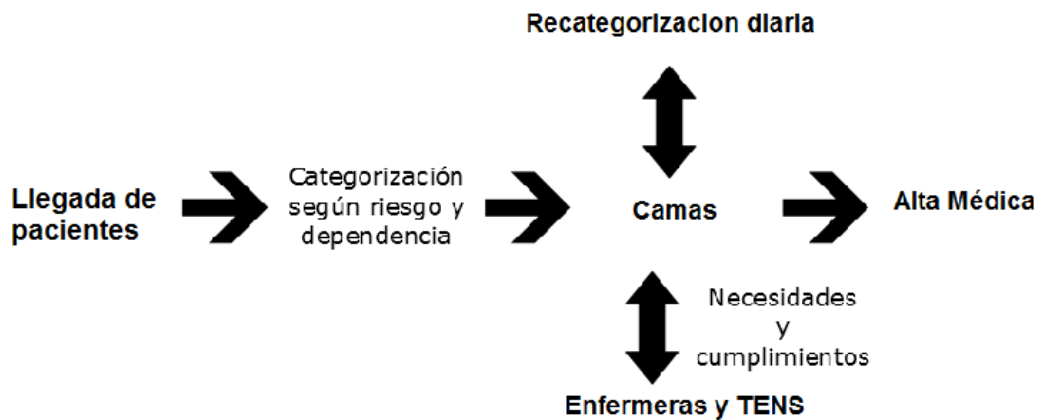 Recategorizacion diaria
Llegada de
pacientes
Categorización
según riesgo y
dependencia
Camas
Alta Médica
Necesidades
y
cumplimientos
Enfermeras y TENS